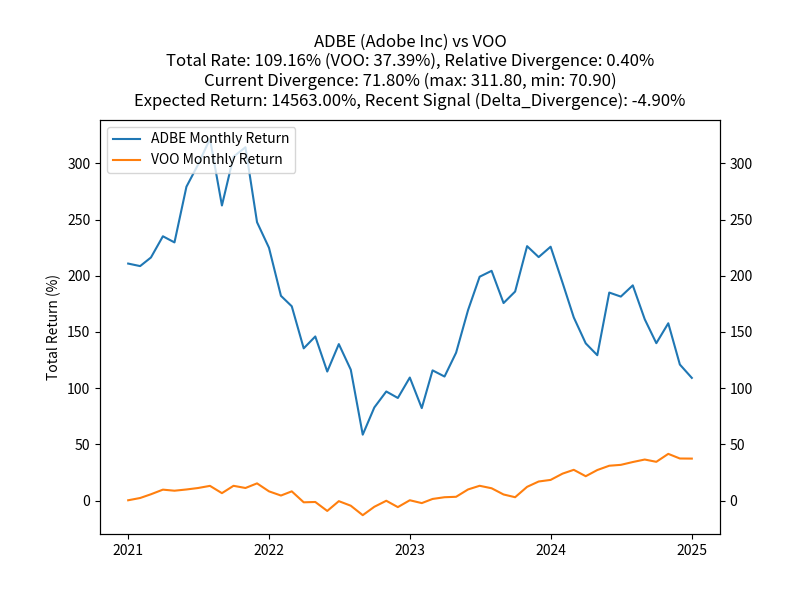 ADBE (Adobe Inc) vs VOO
Total Rate: 109.16% (VOO: 37.39%), Relative Divergence: 0.40%
Current Divergence: 71.80% (max: 311.80, min: 70.90)
Expected Return: 14563.00%, Recent Signal (Delta_Divergence): -4.90%
ADBE Monthly Return
VOO Monthly Return
Total Return (%)
300 300
250 250
200 200
150 150
100 100
50 50
0 0
2021 2022 2023 2024 2025